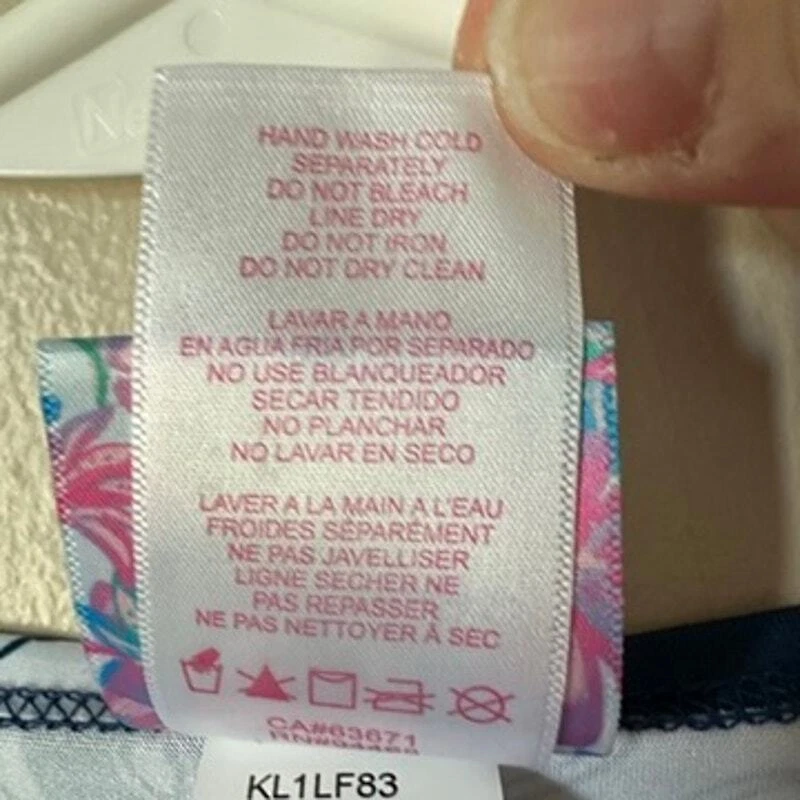 HAND WASH COLD
SEPARATELY
DO NOT BLEACH
LINE DRY
DO NOT IRON
DO NOT DRY CLEAN
LAVAR A MANO
EN AGUA FRIA POR SEPARADO
NO USE BLANQUEADOR
SECAR TENDIDO
NO PLANCHAR
NO LAVAR EN SECO
LAVER A LA MAIN A L'EAU
FROIDES SÉPARÉMENT
NE PAS JAVELLISER
LIGNE SECHER NE
PAS REPASSER
NE PAS NETTOYER À SEC
CA#63671
KL1LF83